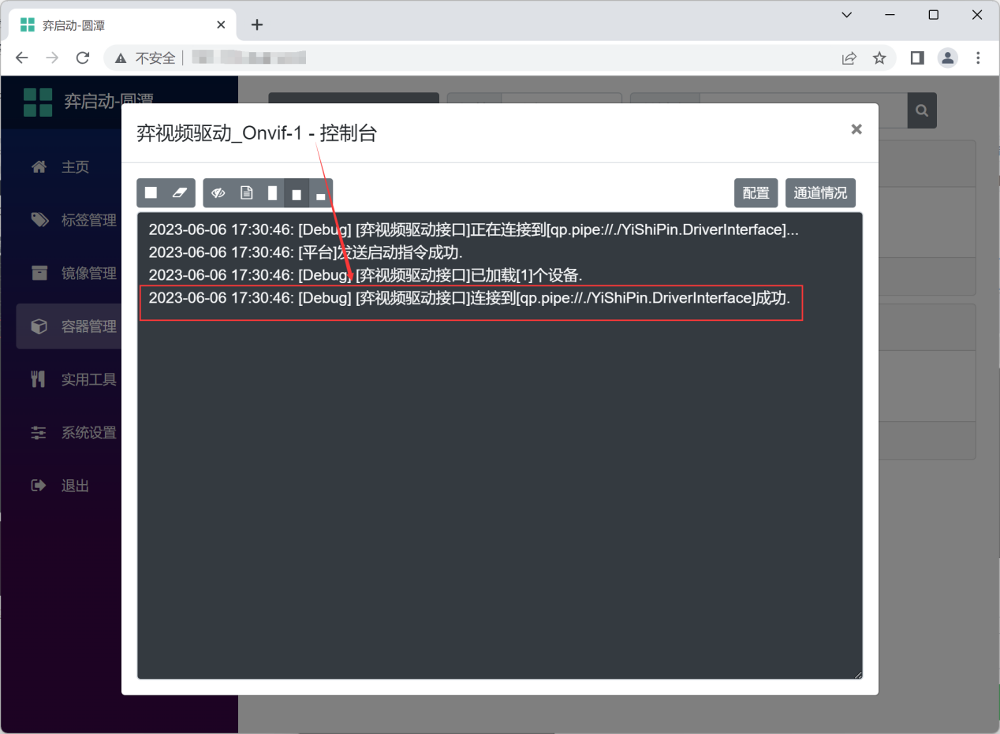 弈启动-圆潭
不安全
弈启动-圆潭
主页
标签管理
镜像管理
容器管理
实用工具
系统设置
退出
弈视频驱动_Onvif-1 - 控制台
配置
通道情况
2023-06-06 17:30:46: [Debug] [弈视频驱动接口]正在连接到[qp.pipe://./YiShiPin.DriverInterface]...
2023-06-06 17:30:46: [平台]发送启动指令成功.
2023-06-06 17:30:46: [Debug] [弈视频驱动接口]已加载[1]个设备.
2023-06-06 17:30:46: [Debug] [弈视频驱动接口]连接到[qp.pipe://./YiShiPin.DriverInterface]成功.